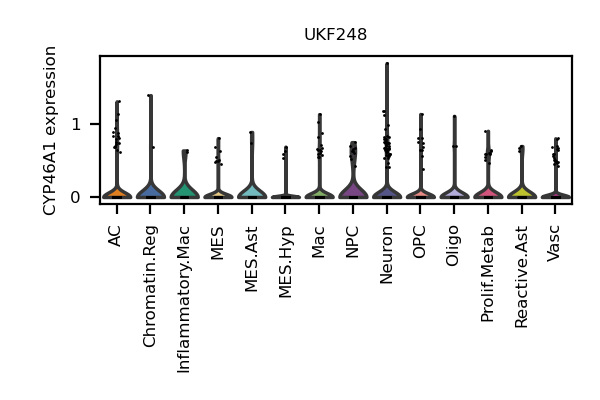 UKF248
CYP46A1 expression
1
0
AC
Chromatin.Reg
Inflammatory.Mac
MES
MES.Ast
MES.Hyp
Mac
NPC
Neuron
OPC
Oligo
Prolif.Metab
Reactive.Ast
Vasc